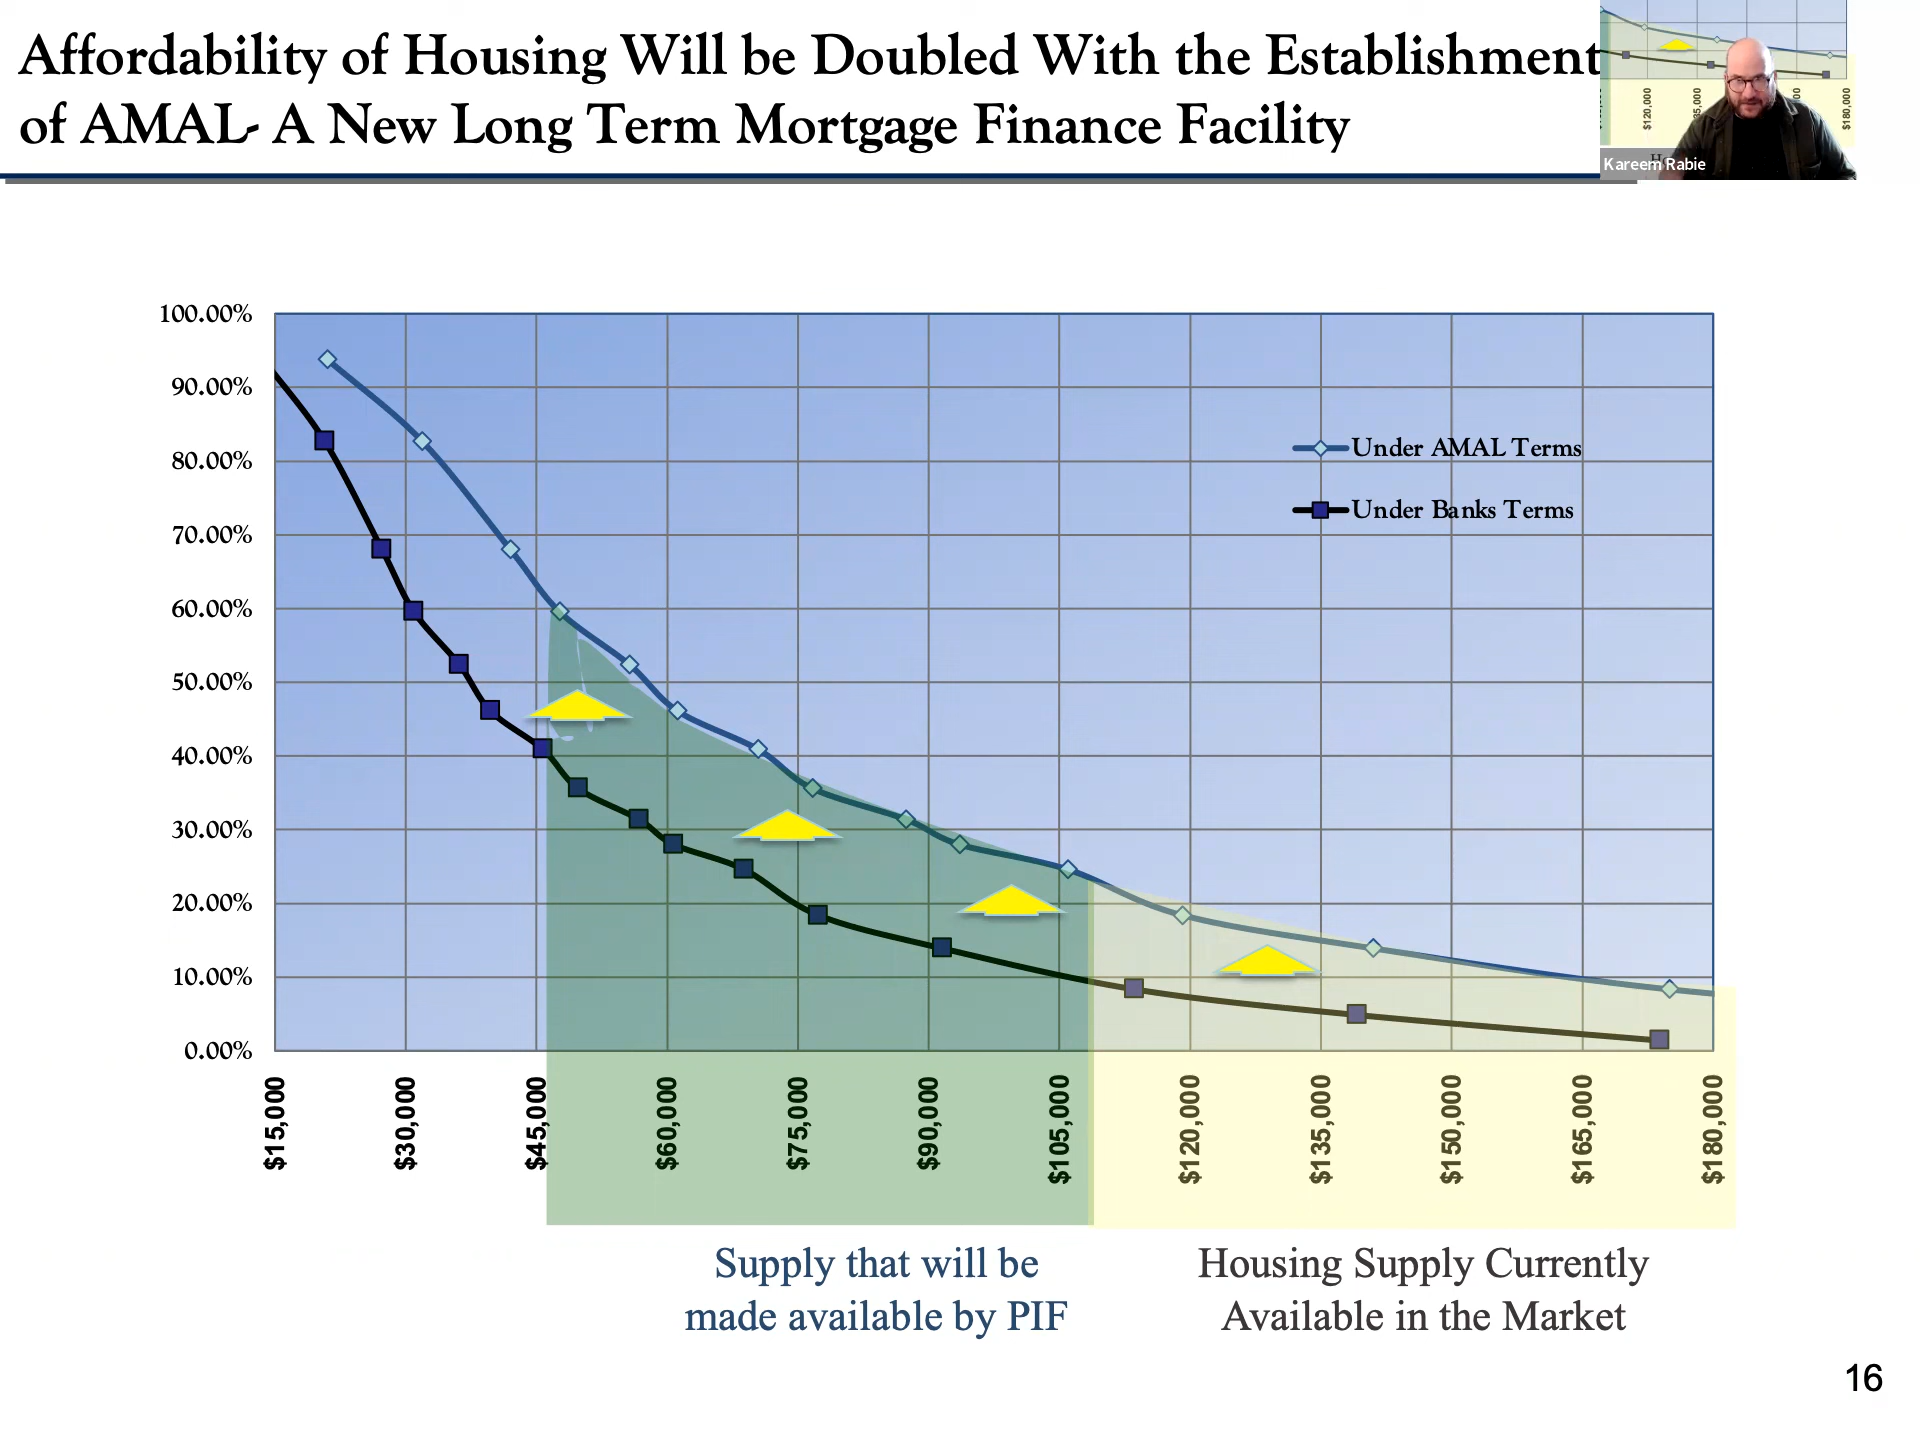 Affordability of Housing Will be Doubled With the Establishment
of AMAL- A New Long Term Mortgage Finance Facility
$120,000
$180,000
Kareem Rabie
100.00%
90.00%
80.00%
70.00%
60.00%
50.00%
40.00%
30.00%
20.00%
10.00%
0.00%
Under AMAL Terms
Under Banks Terms
$15,000
$30,000
$45,000
$60,000
$75,000
$90,000
$105,000
$120,000
$135,000
$150,000
$165,000
$180,000
Supply that will be
made available by PIF
Housing Supply Currently
Available in the Market
16